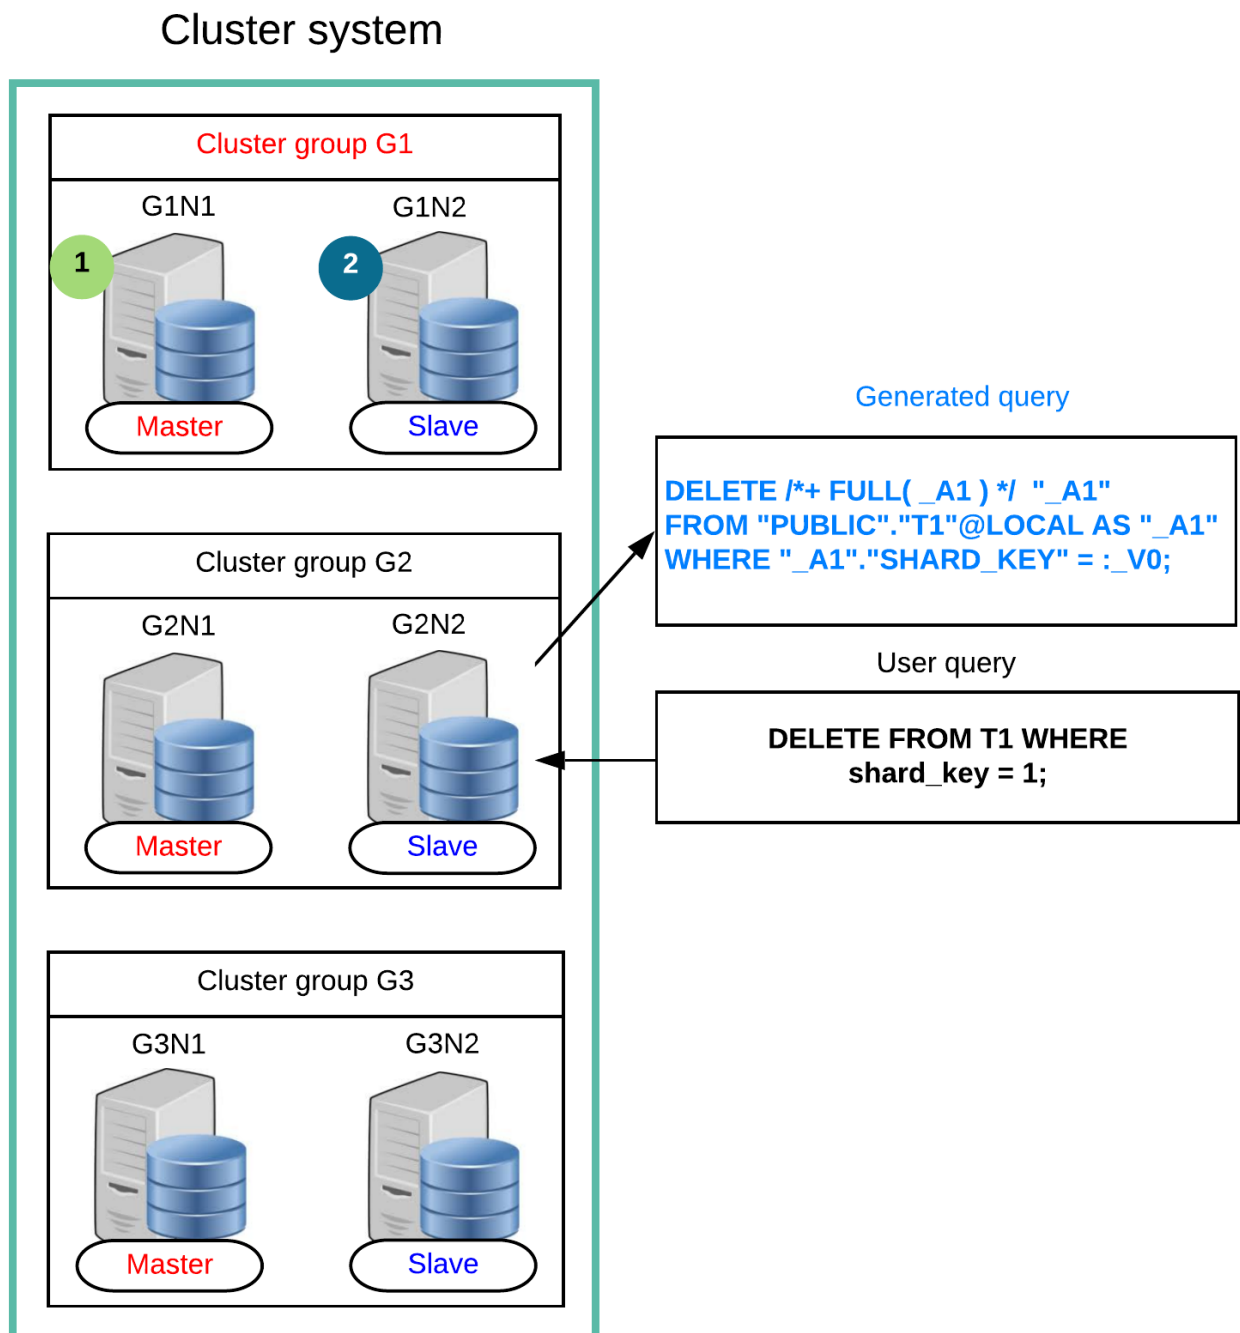 Cluster system
Cluster group G1
G1N1
G1N2
1
2
Master
Slave
Generated query
DELETE /*+ FULL( _A1 ) */  "_A1"
FROM "PUBLIC"."T1"@LOCAL AS "_A1"
WHERE "_A1"."SHARD_KEY" = :_V0;
Cluster group G2
G2N1
G2N2
Master
Slave
User query
DELETE FROM T1 WHERE
shard_key = 1;
Cluster group G3
G3N1
G3N2
Master
Slave